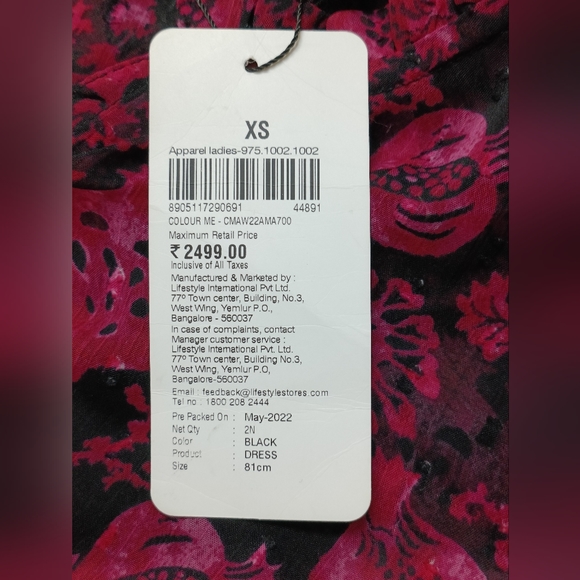 XS
Apparel ladies-975.1002.1002
8905117290691 44891
COLOUR ME - CMAW22AMA700
Maximum Retail Price
₹ 2499.00
Inclusive of All Taxes
Manufactured & Marketed by :
Lifestyle International Pvt Ltd.
77º Town center, Building, No.3,
West Wing, Yemlur P.O.,
Bangalore - 560037
In case of complaints, contact
Manager customer service :
Lifestyle International Pvt. Ltd.
77º Town center, Building No.3,
West Wing, Yemlur P.O,
Bangalore-560037
Email : feedback@lifestylestores.com
Tel no : 1800 208 2444
Pre Packed On : May-2022
Net Qty : 2N
Color : BLACK
Product : DRESS
Size : 81cm